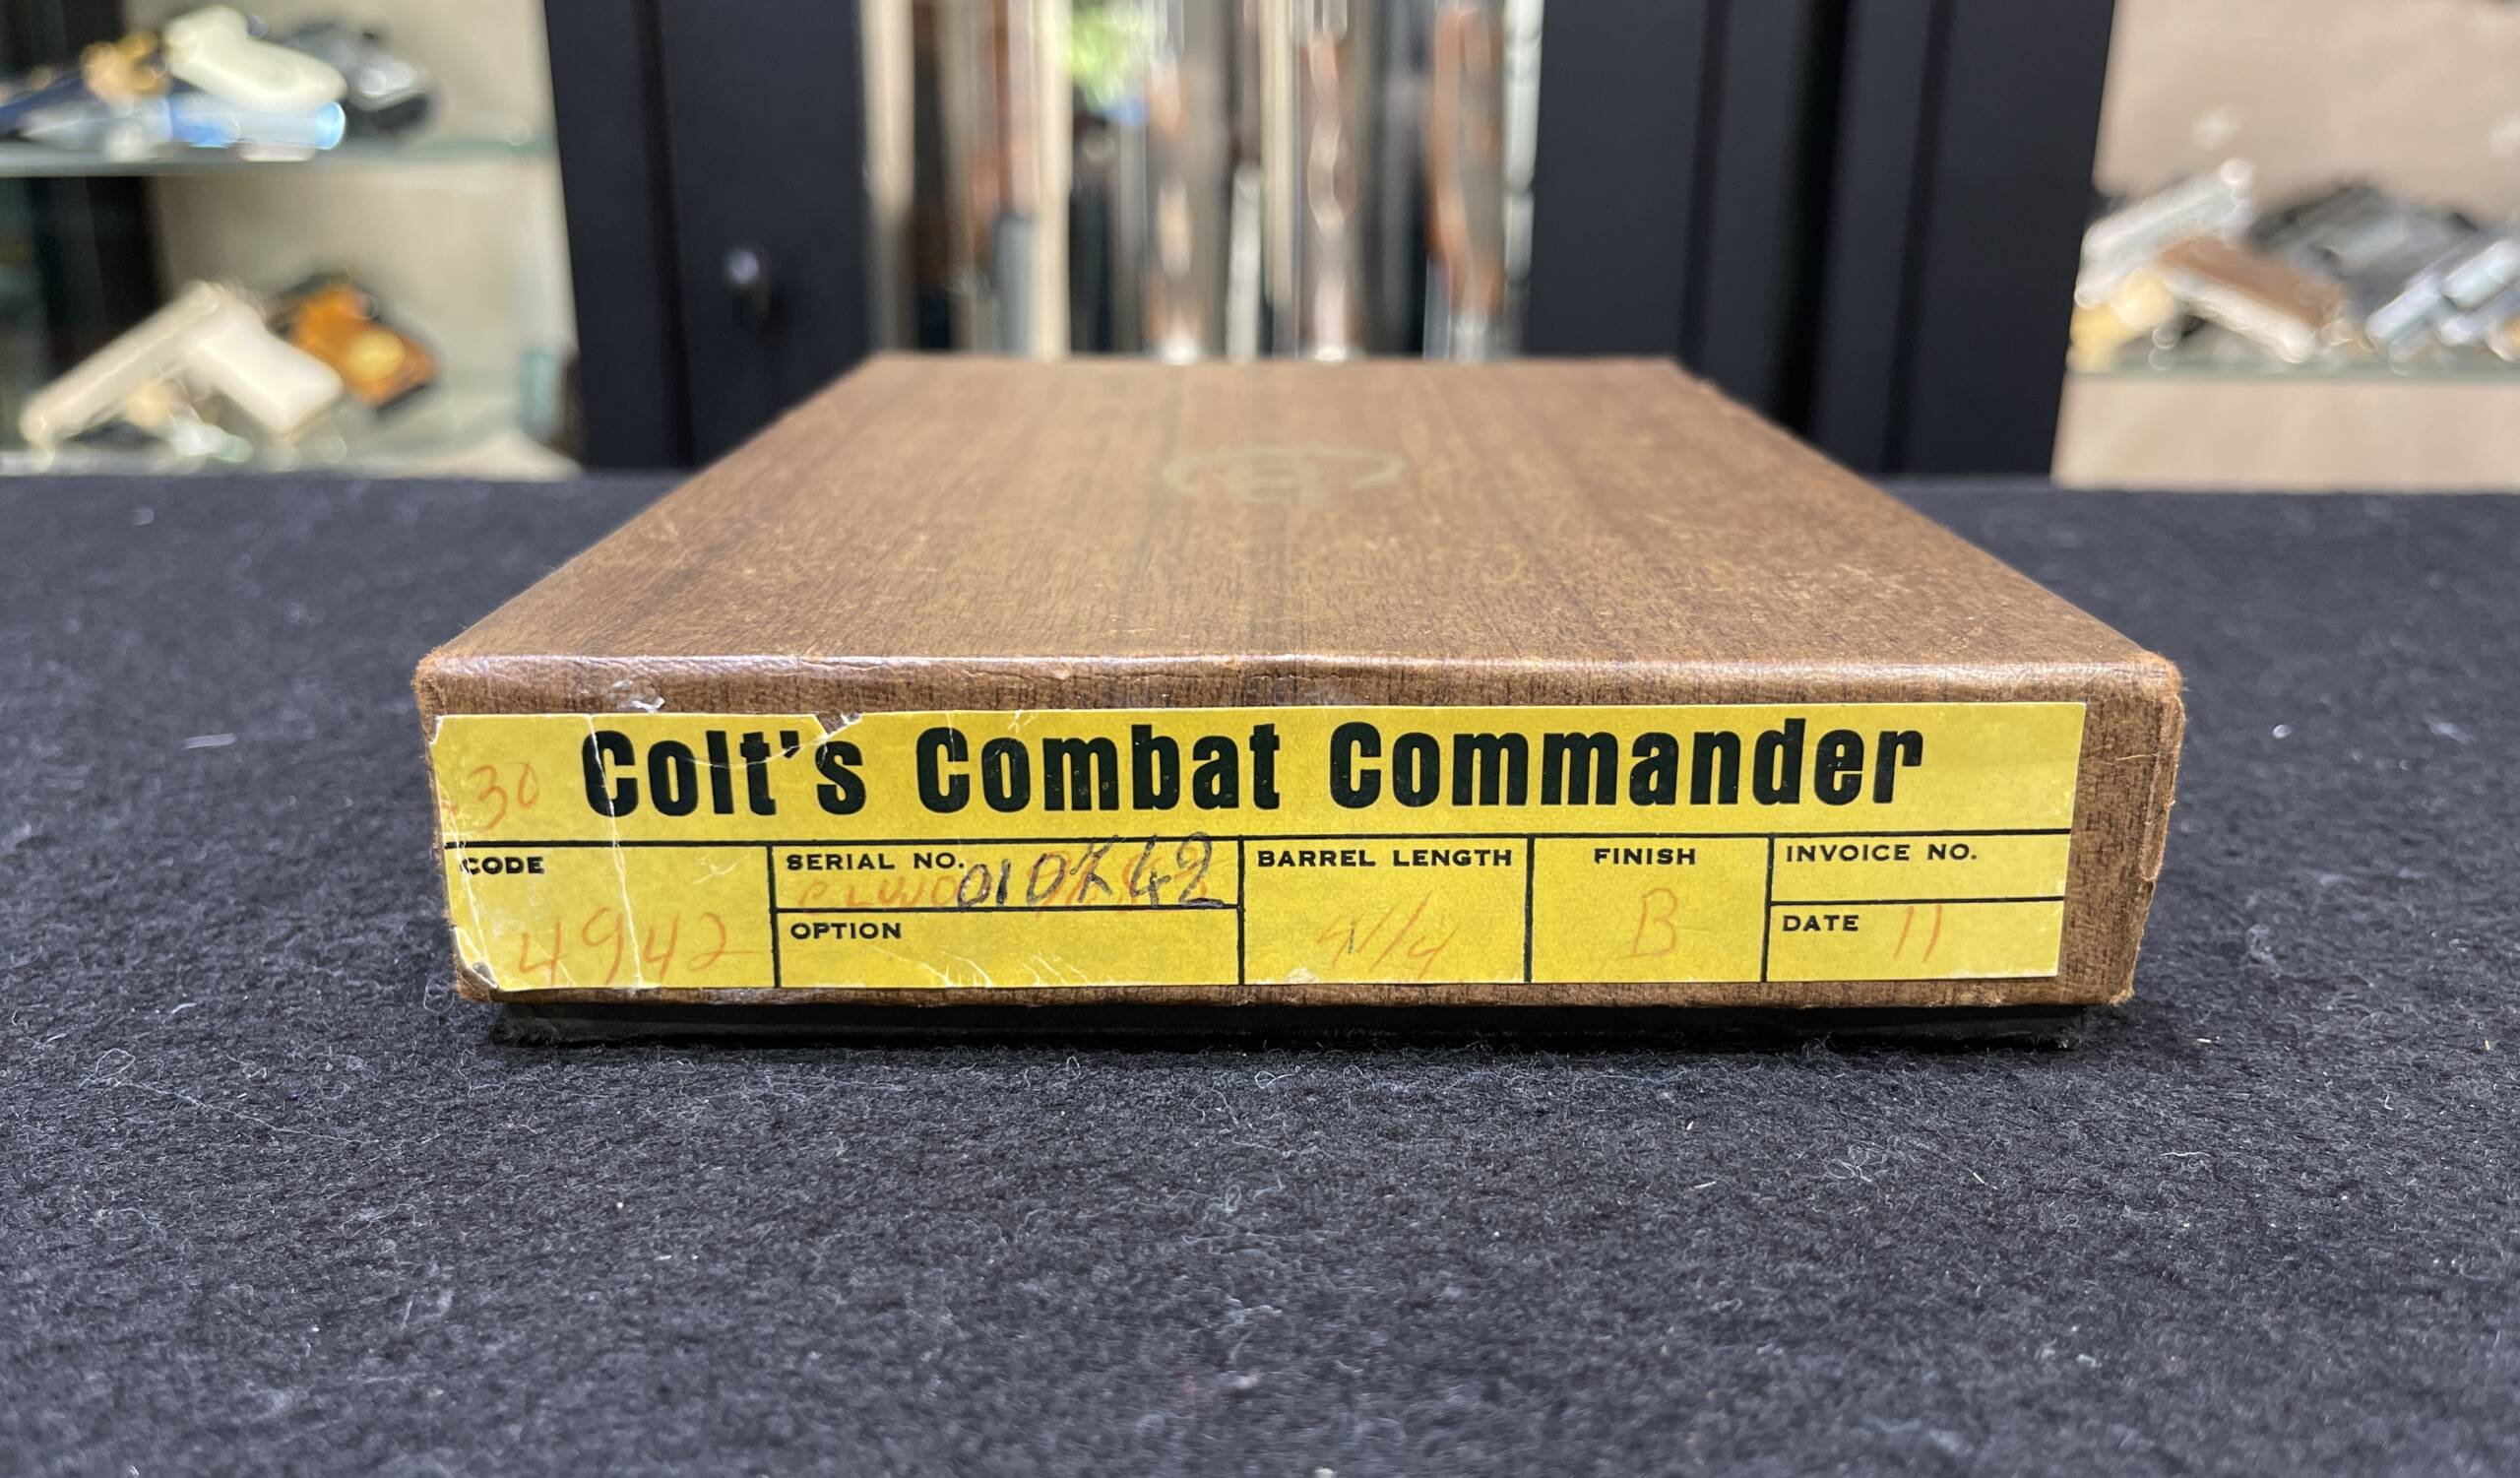 Colt's Combat Commander
30
CODE
4942
SERIAL NO.
OPTION
BARREL LENGTH
4 1/4
FINISH
B
INVOICE NO.
DATE 11